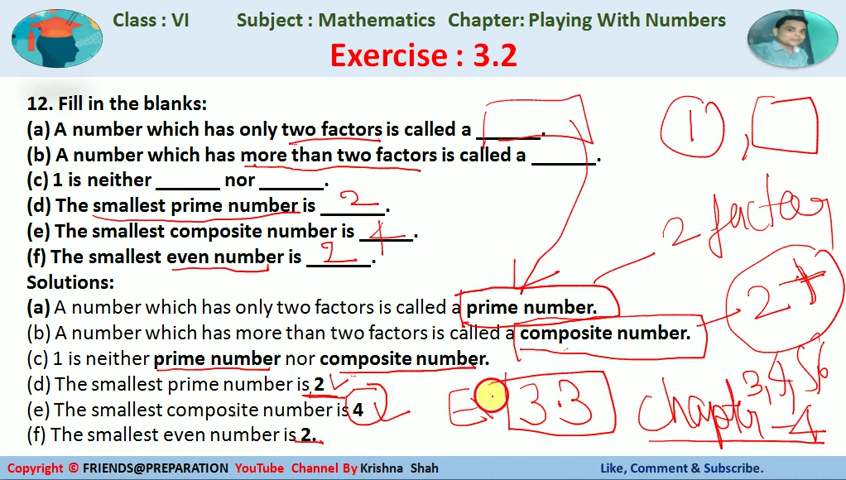 Class : VI Subject : Mathematics Chapter: Playing With Numbers
Exercise : 3.2
12. Fill in the blanks:
(a) A number which has only two factors is called a ______.
(b) A number which has more than two factors is called a ______.
(c) 1 is neither ______ nor ______.
(d) The smallest prime number is 2.
(e) The smallest composite number is 4.
(f) The smallest even number is 2.
1 ,
2 factor
2 +
Solutions:
(a) A number which has only two factors is called a prime number.
(b) A number which has more than two factors is called a composite number.
(c) 1 is neither prime number nor composite number.
(d) The smallest prime number is 2
(e) The smallest composite number is 4
(f) The smallest even number is 2.
3.3
3, 4, 5 6
chapter - 4
Copyright © FRIENDS@PREPARATION YouTube Channel By Krishna Shah Like, Comment & Subscribe.